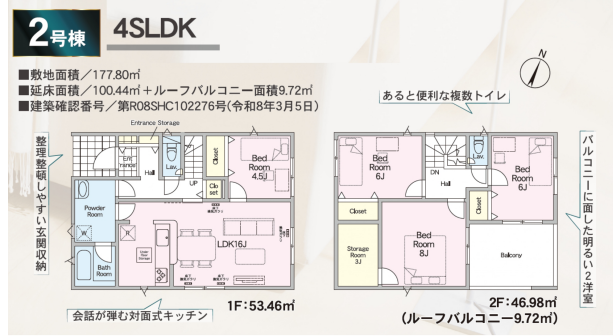 2号棟
4SLDK
■敷地面積／177.80㎡
■延床面積／100.44㎡＋ルーフバルコニー面積9.72㎡
■建築確認番号／第R08SHC102276号(令和8年3月5日)
N
あると便利な複数トイレ
整理整頓しやすい玄関収納
Entrance Storage
Ent
rance
Hall
Lav.
Closet
Bed
Room
4.5J
UP
Clo
set
Powder
Room
W
R
LDK16J
Bath
Room
会話が弾む対面式キッチン
1F:53.46㎡
Bed
Room
6J
DN
Hall
Lav.
Bed
Room
6J
Closet
Closet
Storage
Room
3J
Bed
Room
8J
Balcony
バルコニーに面した明るい2洋室
2F:46.98㎡
(ルーフバルコニー9.72㎡)